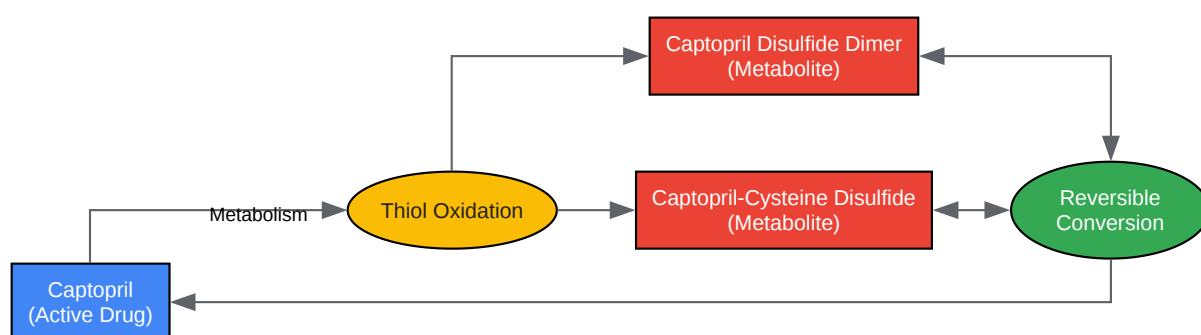 Captopril Disulfide Dimer
(Metabolite)
Metabolism
Thiol Oxidation
Captopril-Cysteine Disulfide
(Metabolite)
Reversible
Conversion
Captopril
(Active Drug)